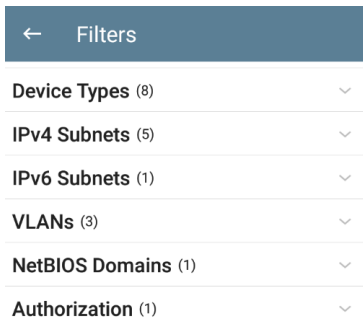 ← Filters
Device Types (8)
IPv4 Subnets (5)
IPv6 Subnets (1)
VLANs (3)
NetBIOS Domains (1)
Authorization (1)